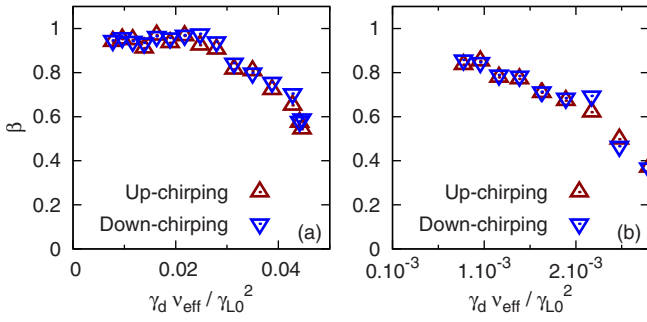 1
0.8
0.6
0.4
0.2
0
β
Up-chirping
Down-chirping
(a)
0 0.02 0.04
γd νeff / γL0²
1
0.8
0.6
0.4
0.2
0
Up-chirping
Down-chirping
(b)
0.10⁻³ 1.10⁻³ 2.10⁻³
γd νeff / γL0²